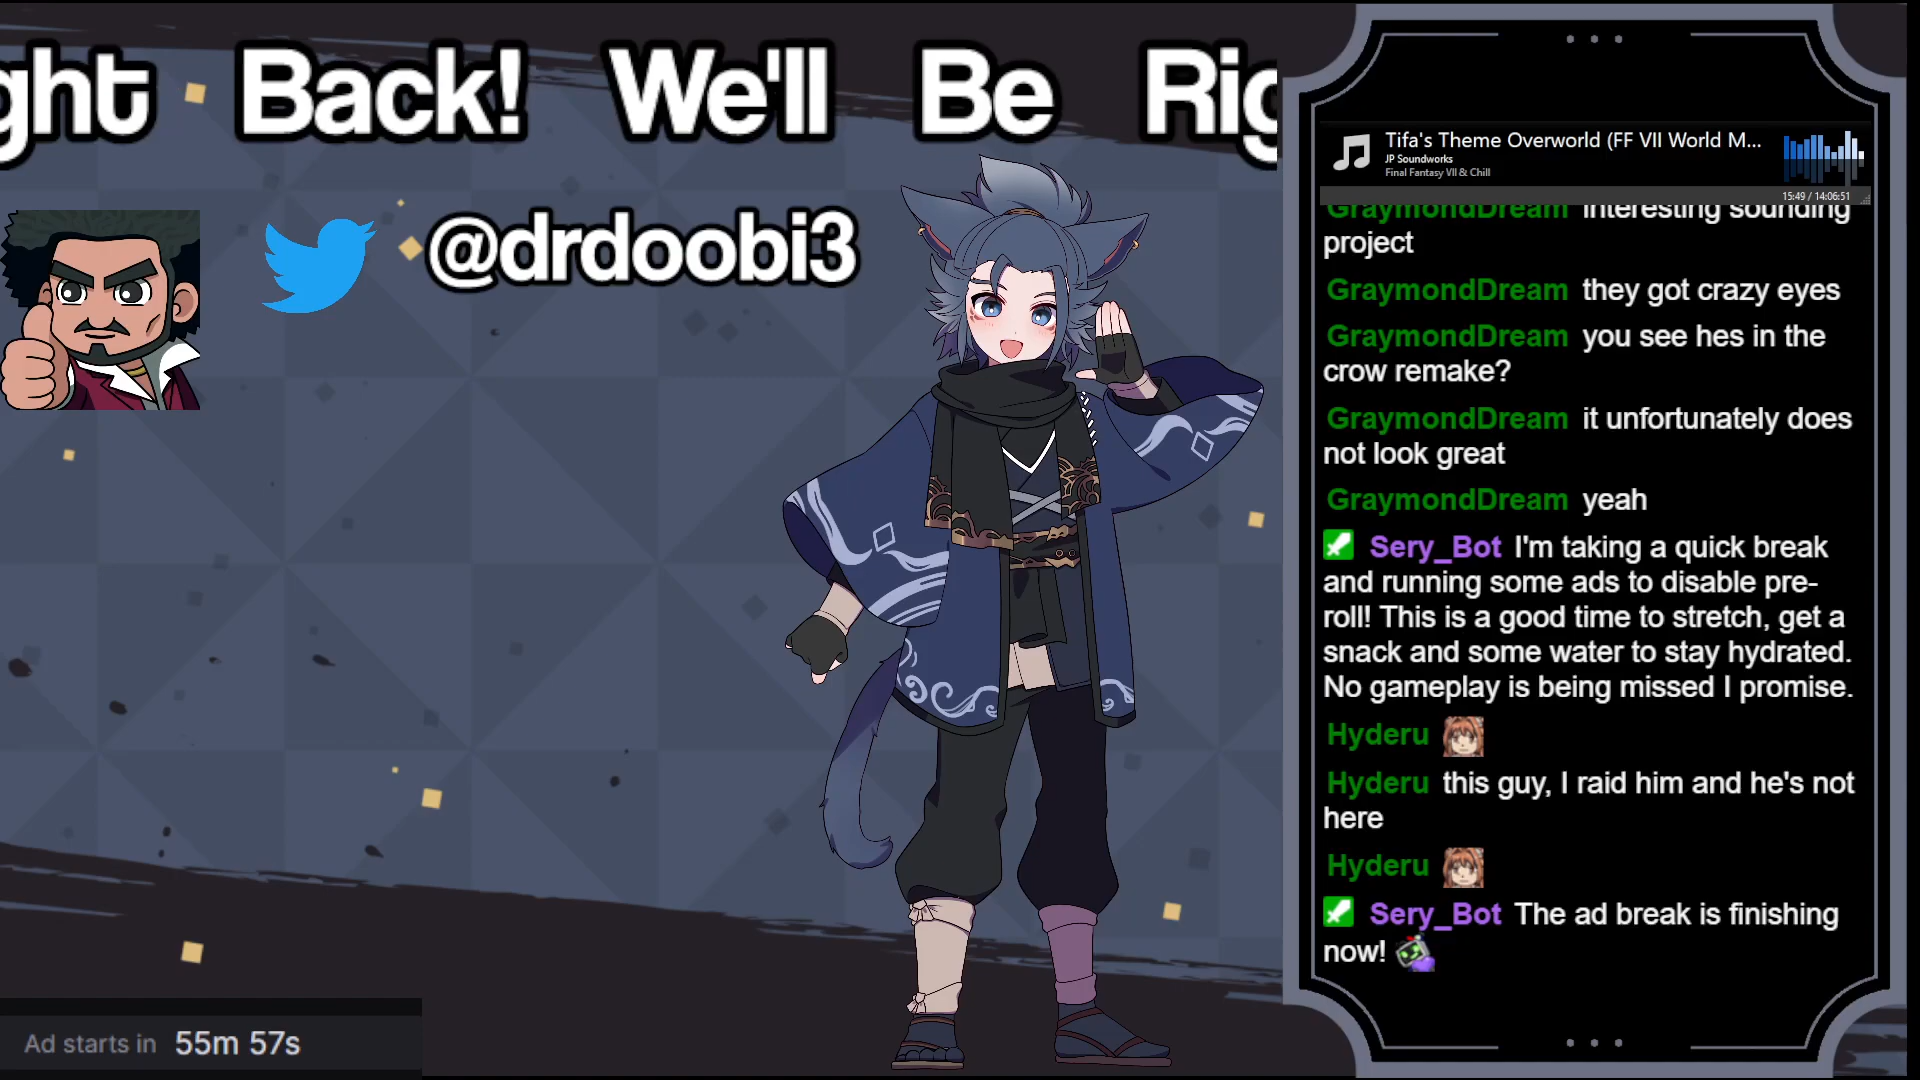 ght Back! We'll Be Rig
@drdoobi3
Tifa's Theme Overworld (FF VII World M...
JP Soundworks
Final Fantasy VII & Chill
15:49 / 14:06:51
GraymondDream interesting sounding
project
GraymondDream they got crazy eyes
GraymondDream you see hes in the
crow remake?
GraymondDream it unfortunately does
not look great
GraymondDream yeah
Sery_Bot I'm taking a quick break
and running some ads to disable pre-
roll! This is a good time to stretch, get a
snack and some water to stay hydrated.
No gameplay is being missed I promise.
Hyderu
Hyderu this guy, I raid him and he's not
here
Hyderu
Sery_Bot The ad break is finishing
now!
Ad starts in 55m 57s